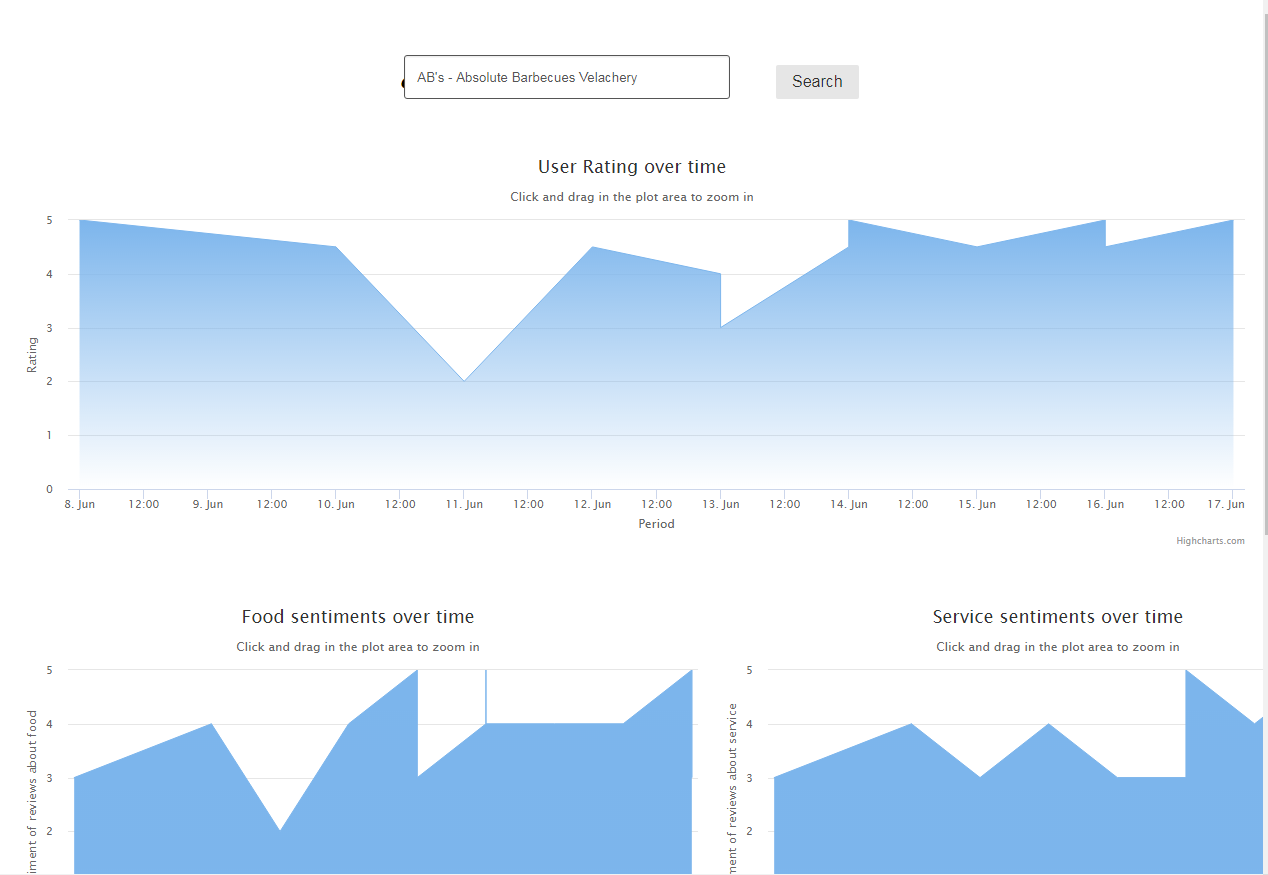 AB's - Absolute Barbecues Velachery
Search
User Rating over time
Click and drag in the plot area to zoom in
Rating
5
4
3
2
1
0
8. Jun 12:00 9. Jun 12:00 10. Jun 12:00 11. Jun 12:00 12. Jun 12:00 13. Jun 12:00 14. Jun 12:00 15. Jun 12:00 16. Jun 12:00 17. Jun
Period
Highcharts.com
Food sentiments over time
Click and drag in the plot area to zoom in
of reviews about food
5
4
3
2
Service sentiments over time
Click and drag in the plot area to zoom in
of reviews about service
5
4
3
2